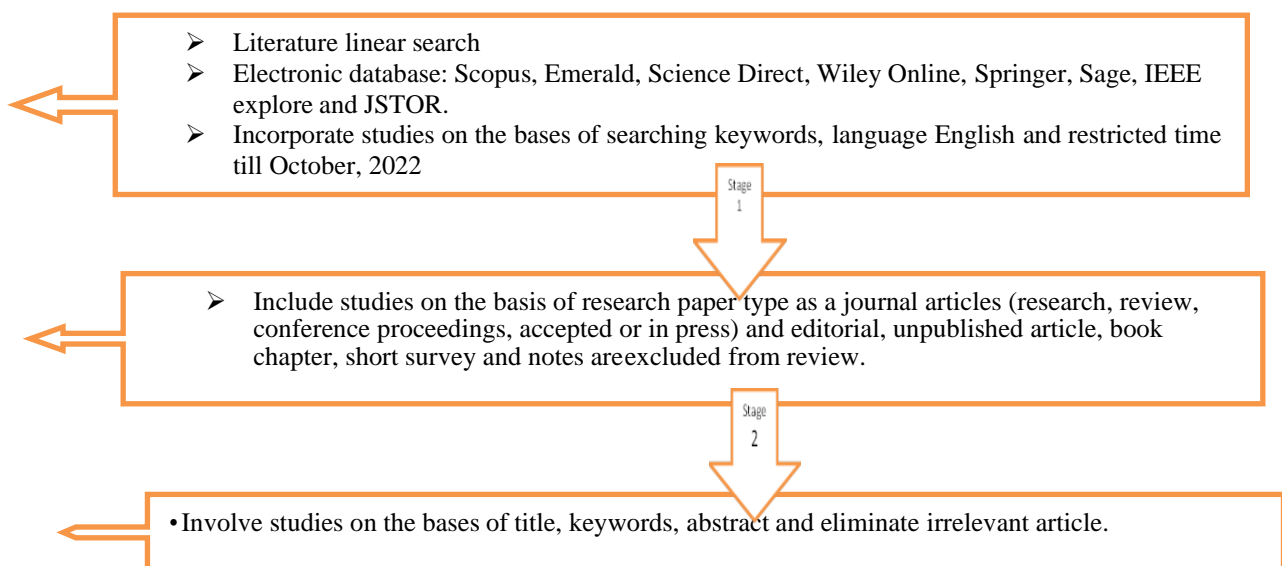 ➢ Literature linear search
➢ Electronic database: Scopus, Emerald, Science Direct, Wiley Online, Springer, Sage, IEEE
explore and JSTOR.
➢ Incorporate studies on the bases of searching keywords, language English and restricted time
till October, 2022
Stage
1
➢ Include studies on the basis of research paper type as a journal articles (research, review,
conference proceedings, accepted or in press) and editorial, unpublished article, book
chapter, short survey and notes areexcluded from review.
Stage
2
• Involve studies on the bases of title, keywords, abstract and eliminate irrelevant article.